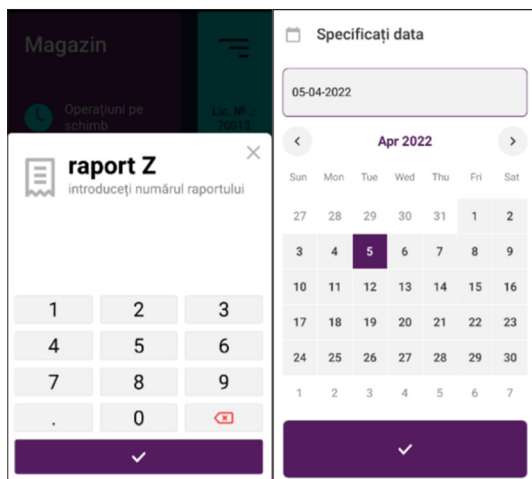 Magazin
Operațiuni pe
schimb
Lic. № .:
70013
raport Z
introduceți numărul raportului
1 2 3
4 5 6
7 8 9
. 0
Specificați data
05-04-2022
Apr 2022
Sun Mon Tue Wed Thu Fri Sat
27 28 29 30 31 1 2
3 4 5 6 7 8 9
10 11 12 13 14 15 16
17 18 19 20 21 22 23
24 25 26 27 28 29 30
1 2 3 4 5 6 7